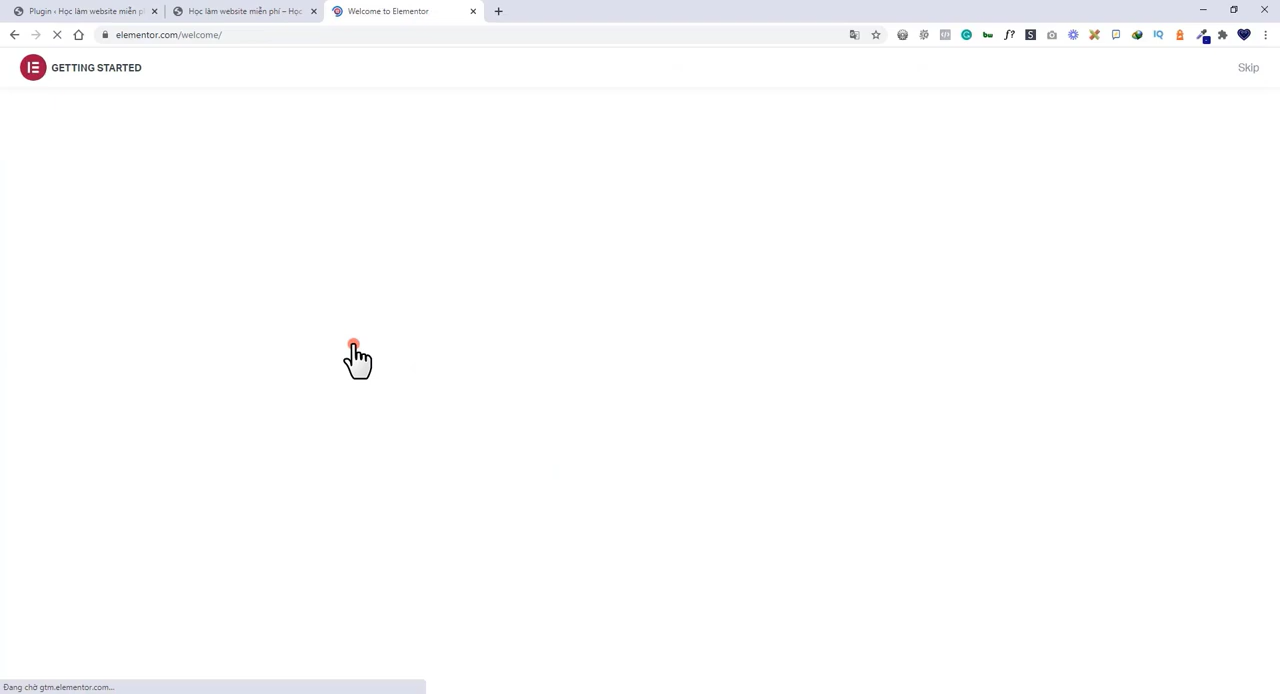 Plugin ‹ Học làm website miễn ph
Học làm website miễn phí – Học
Welcome to Elementor
elementor.com/welcome/
GETTING STARTED
Skip
Đang chờ gtm.elementor.com...